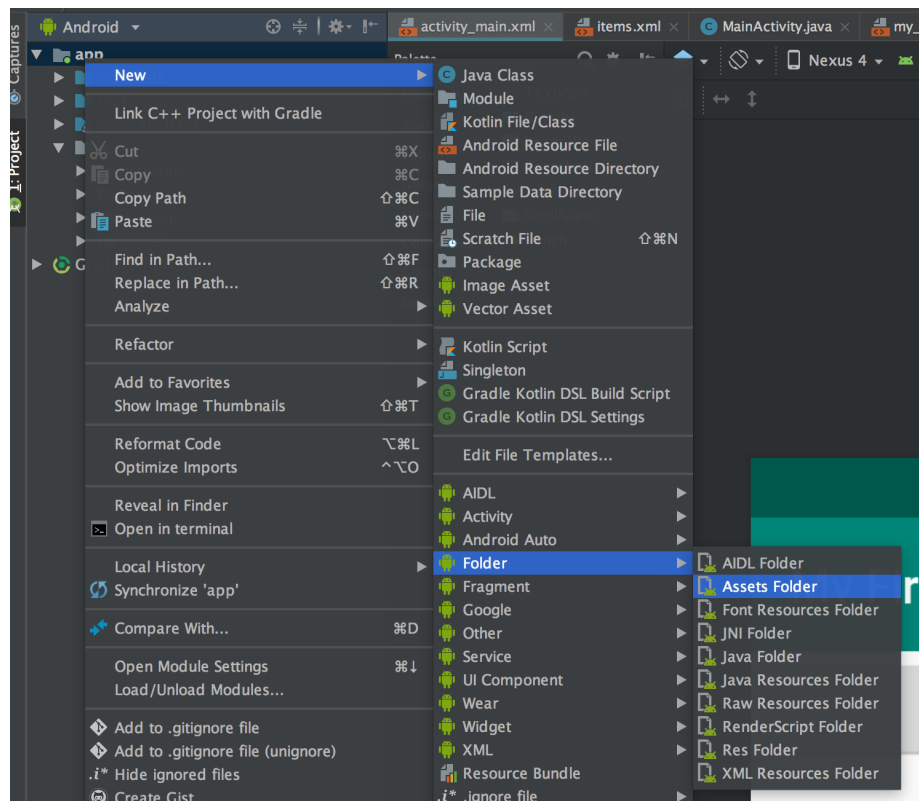 Captures
1: Project
Android
activity_main.xml
items.xml
MainActivity.java
my_
app
Nexus 4
New
Link C++ Project with Gradle
Cut ⌘X
Copy ⌘C
Copy Path ⇧⌘C
Paste ⌘V
Find in Path... ⇧⌘F
Replace in Path... ⇧⌘R
Analyze
Refactor
Add to Favorites
Show Image Thumbnails ⇧⌘T
Reformat Code ⌥⌘L
Optimize Imports ^⌥O
Reveal in Finder
Open in terminal
Local History
Synchronize 'app'
Compare With... ⌘D
Open Module Settings ⌘↓
Load/Unload Modules...
Add to .gitignore file
Add to .gitignore file (unignore)
.i* Hide ignored files
Create Gist
Java Class
Module
Kotlin File/Class
Android Resource File
Android Resource Directory
Sample Data Directory
File
Scratch File ⇧⌘N
Package
Image Asset
Vector Asset
Kotlin Script
Singleton
Gradle Kotlin DSL Build Script
Gradle Kotlin DSL Settings
Edit File Templates...
AIDL
Activity
Android Auto
Folder
Fragment
Google
Other
Service
UI Component
Wear
Widget
XML
Resource Bundle
.i* .ignore file
AIDL Folder
Assets Folder
Font Resources Folder
JNI Folder
Java Folder
Java Resources Folder
Raw Resources Folder
RenderScript Folder
Res Folder
XML Resources Folder